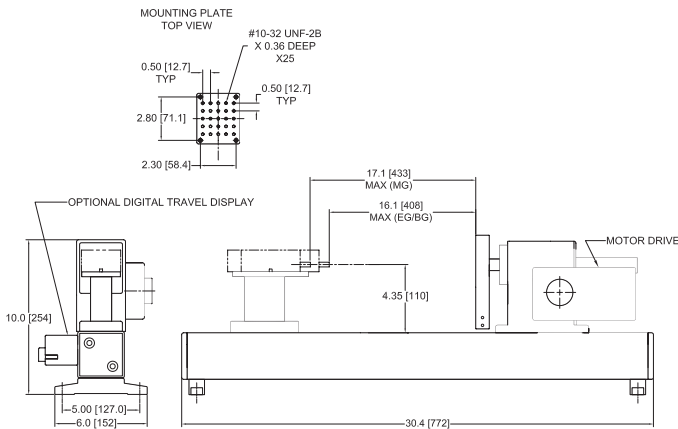 MOUNTING PLATE
TOP VIEW
#10-32 UNF-2B
X 0.36 DEEP
X25
0.50 [12.7]
TYP
0.50 [12.7]
TYP
2.80 [71.1]
2.30 [58.4]
17.1 [433]
MAX (MG)
16.1 [408]
MAX (EG/BG)
OPTIONAL DIGITAL TRAVEL DISPLAY
MOTOR DRIVE
4.35 [110]
10.0 [254]
5.00 [127.0]
6.0 [152]
30.4 [772]